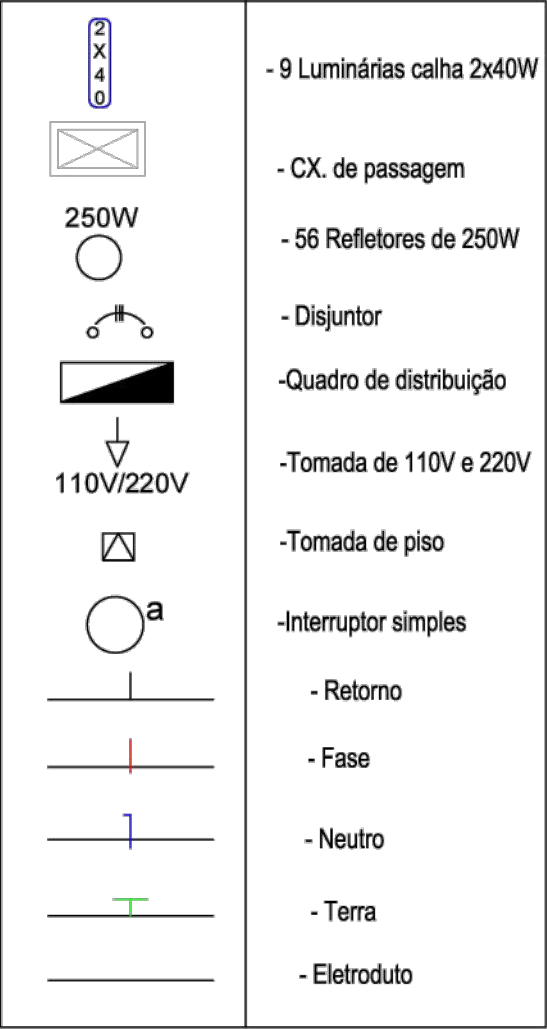 2
X
4
0
- 9 Luminárias calha 2x40W
- CX. de passagem
250W
- 56 Refletores de 250W
- Disjuntor
-Quadro de distribuição
110V/220V
-Tomada de 110V e 220V
-Tomada de piso
a
-Interruptor simples
- Retorno
- Fase
- Neutro
- Terra
- Eletroduto